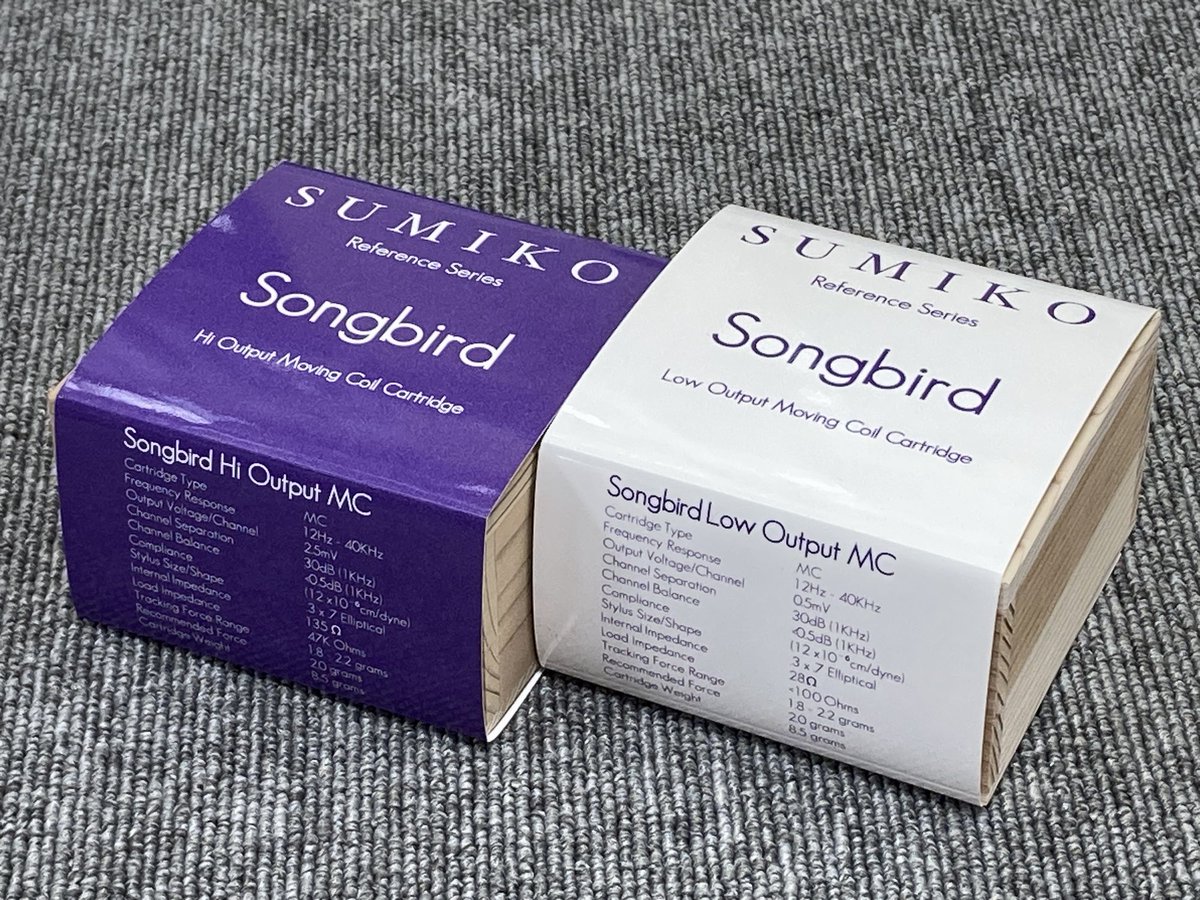 SUMIKO
Reference Series
Songbird
Hi Output Moving Coil Cartridge
Songbird Hi Output MC
Cartridge Type MC
Frequency Response 12Hz - 40KHz
Output Voltage/Channel 2.5mV
Channel Separation 30dB (1KHz)
Channel Balance <0.5dB (1KHz)
Compliance (12 x10 ⁻⁶cm/dyne)
Stylus Size/Shape 3 x 7 Elliptical
Internal Impedance 135 Ω
Load Impedance 47K Ohms
Tracking Force Range 1.8 - 2.2 grams
Recommended Force 2.0 grams
Cartridge Weight 8.5 grams
SUMIKO
Reference Series
Songbird
Low Output Moving Coil Cartridge
Songbird Low Output MC
Cartridge Type MC
Frequency Response 12Hz - 40KHz
Output Voltage/Channel 0.5mV
Channel Separation 30dB (1KHz)
Channel Balance <0.5dB (1KHz)
Compliance (12 x10 ⁻⁶cm/dyne)
Stylus Size/Shape 3 x 7 Elliptical
Internal Impedance 28Ω
Load Impedance <100 Ohms
Tracking Force Range 1.8 - 2.2 grams
Recommended Force 2.0 grams
Cartridge Weight 8.5 grams